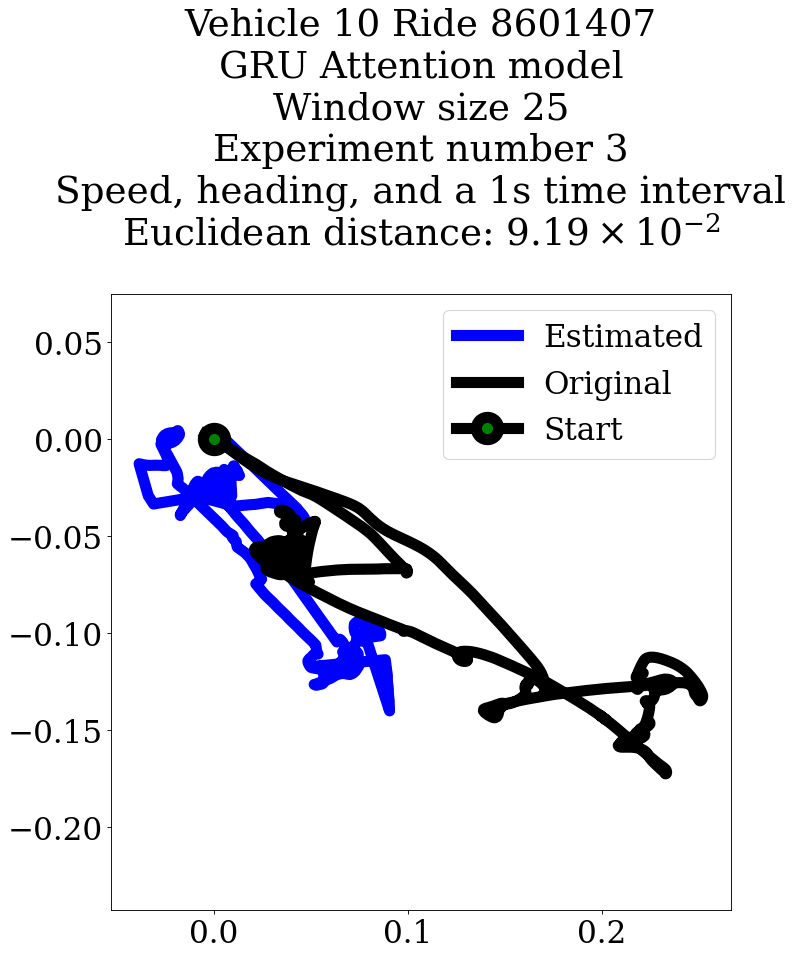 Vehicle 10 Ride 8601407
GRU Attention model
Window size 25
Experiment number 3
Speed, heading, and a 1s time interval
Euclidean distance: 9.19 × 10⁻²
Estimated
Original
Start
0.05
0.00
−0.05
−0.10
−0.15
−0.20
0.0 0.1 0.2